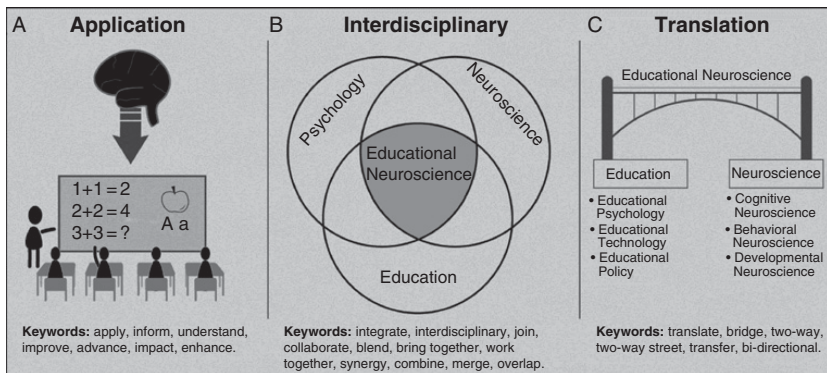 A Application
1+1=2
2+2=4
3+3=?
A a
Keywords: apply, inform, understand,
improve, advance, impact, enhance.
B Interdisciplinary
Psychology
Neuroscience
Educational
Neuroscience
Education
Keywords: integrate, interdisciplinary, join,
collaborate, blend, bring together, work
together, synergy, combine, merge, overlap.
C Translation
Educational Neuroscience
Education
• Educational
Psychology
• Educational
Technology
• Educational
Policy
Neuroscience
• Cognitive
Neuroscience
• Behavioral
Neuroscience
• Developmental
Neuroscience
Keywords: translate, bridge, two-way,
two-way street, transfer, bi-directional.